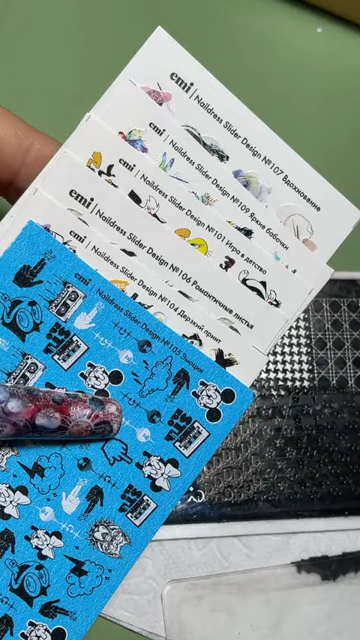 emi | Naildress Slider Design №107 Вдохновение
emi | Naildress Slider Design №109 Яркие бабочки
emi | Naildress Slider Design №101 Игра в детство
emi | Naildress Slider Design №106 Романтичные листья
emi | Naildress Slider Design №104 Дерзкий принт
emi | Naildress Slider Design №105 Эмоции